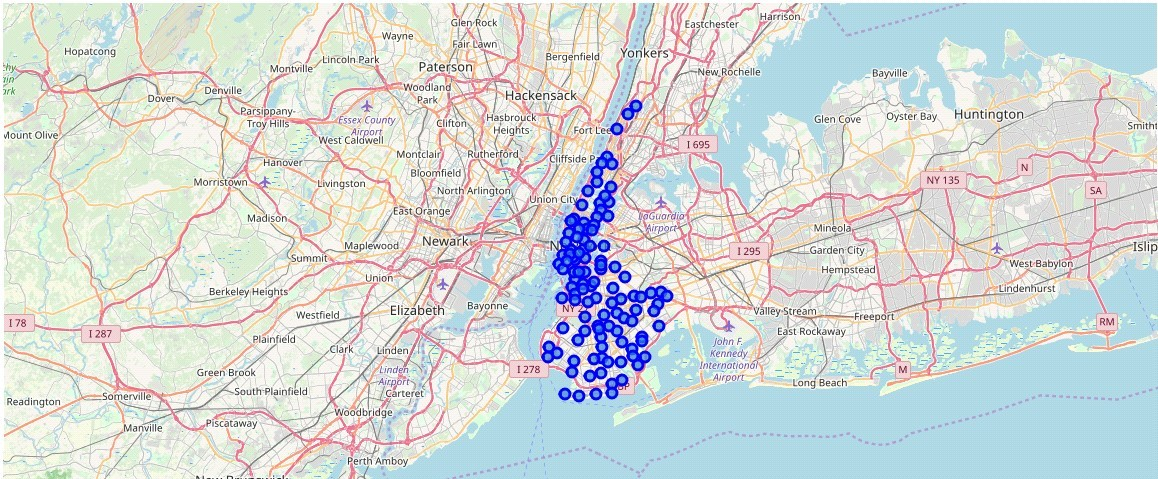 Hopatcong
Glen Rock
Wayne
Fair Lawn
Eastchester
Harrison
Lincoln Park
Bergenfield
Yonkers
Montville
Paterson
New Rochelle
Bayville
Denville
Dover
Woodland
Park
Hackensack
Huntington
Parsippany-
Troy Hills
Essex County
Airport
Clifton
Hasbrouck
Heights
Fort Lee
Glen Cove
Oyster Bay
Mount Olive
West Caldwell
I 695
Hanover
Montclair
Rutherford
Cliffside
Bloomfield
N
Morristown
Livingston
North Arlington
Union City
NY 135
SA
Madison
East Orange
LaGuardia
Airport
Mineola
Maplewood
Newark
I 295
Garden City
Summit
Hempstead
West Babylon
Union
Berkeley Heights
Bayonne
Lindenhurst
Elizabeth
Valley Stream
Freeport
I 78
I 287
Westfield
East Rockaway
RM
Plainfield
Clark
Linden
John F.
Kennedy
International
Airport
Green Brook
Linden
Airport
I 278
M
Long Beach
South Plainfield
Carteret
Somerville
Readington
Woodbridge
Piscataway
Manville
Perth Amboy